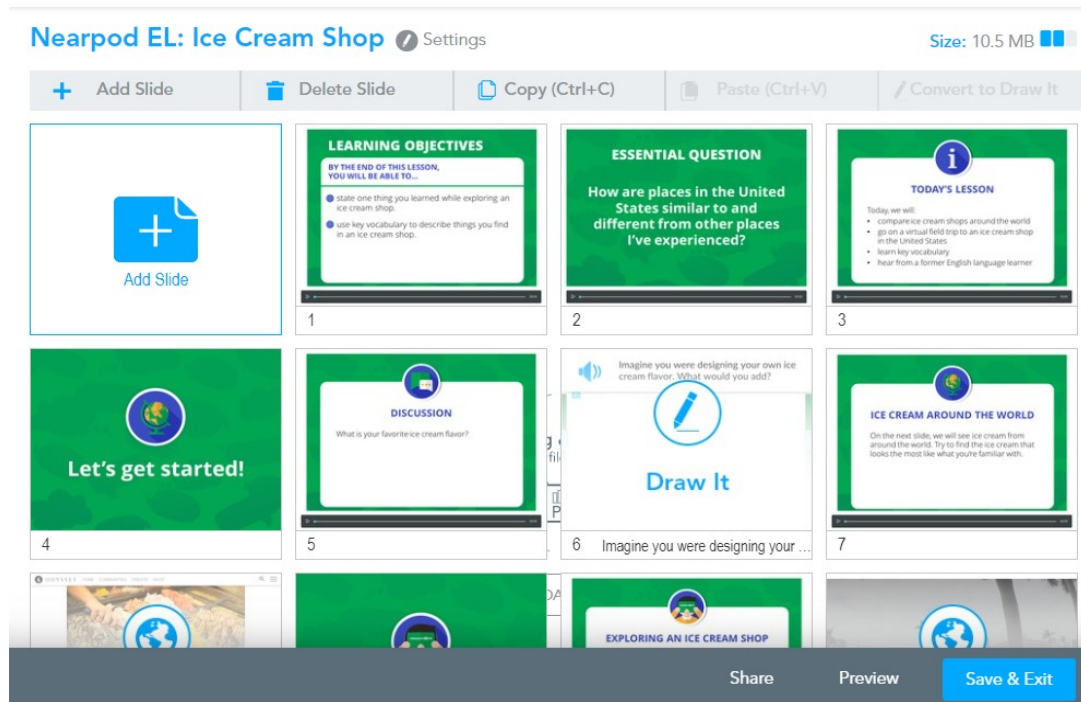 Nearpod EL: Ice Cream Shop Settings
Size: 10.5 MB
Add Slide
Delete Slide
Copy (Ctrl+C)
Paste (Ctrl+V)
Convert to Draw It
Add Slide
LEARNING OBJECTIVES
BY THE END OF THIS LESSON,
YOU WILL BE ABLE TO...
state one thing you learned while exploring an
ice cream shop.
use key vocabulary to describe things you find
in an ice cream shop.
1
ESSENTIAL QUESTION
How are places in the United
States similar to and
different from other places
I've experienced?
2
i
TODAY'S LESSON
Today, we will:
• compare ice cream shops around the world
• go on a virtual field trip to an ice cream shop
in the United States
• learn key vocabulary
• hear from a former English language learner
3
Let's get started!
4
DISCUSSION
What is your favorite ice cream flavor?
5
Imagine you were designing your own ice
cream flavor. What would you add?
Draw It
6 Imagine you were designing your ...
ICE CREAM AROUND THE WORLD
On the next slide, we will see ice cream from
around the world. Try to find the ice cream that
looks the most like what you're familiar with.
7
EXPLORING AN ICE CREAM SHOP
Share
Preview
Save & Exit